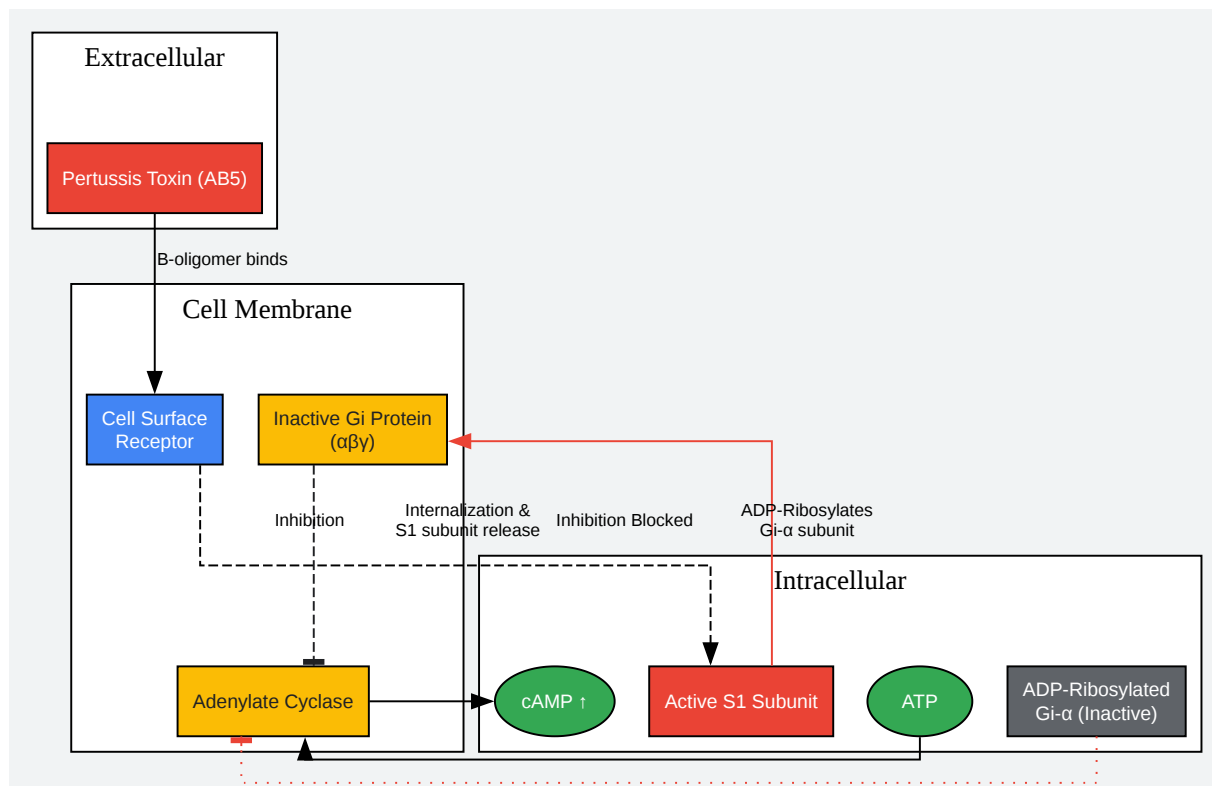 Extracellular
Pertussis Toxin (AB5)
B-oligomer binds
Cell Membrane
Cell Surface
Receptor
Inactive Gi Protein
(αβγ)
Inhibition
Internalization &
S1 subunit release
Inhibition Blocked
ADP-Ribosylates
Gi-α subunit
Intracellular
Adenylate Cyclase
cAMP ↑
Active S1 Subunit
ATP
ADP-Ribosylated
Gi-α (Inactive)